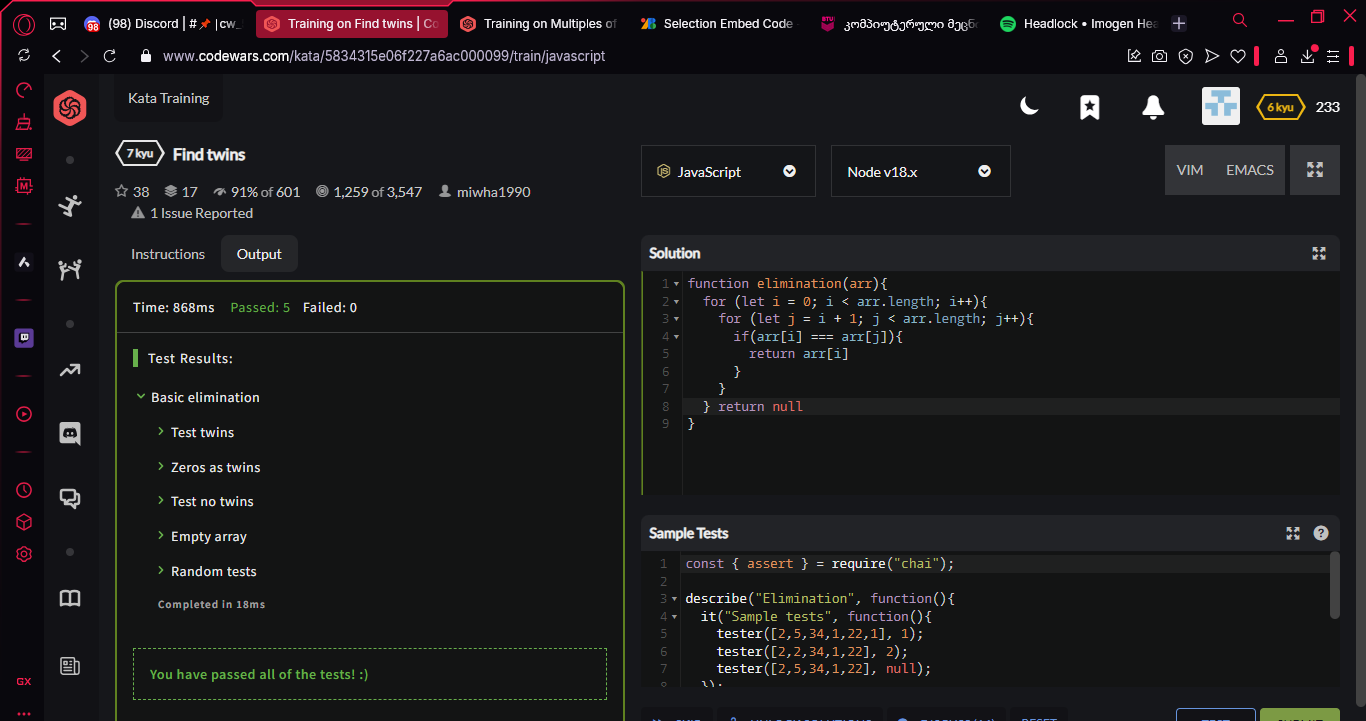 (98) Discord | #📌 |cw_
Training on Find twins | Co
Training on Multiples of
Selection Embed Code
კომპიუტერული მეცნ
Headlock • Imogen Hea
www.codewars.com/kata/5834315e06f227a6ac000099/train/javascript
Kata Training
6 kyu 233
7 kyu Find twins
38 17 91% of 601 1,259 of 3,547 miwha1990
1 Issue Reported
JavaScript
Node v18.x
VIM EMACS
Instructions Output
Time: 868ms Passed: 5 Failed: 0
Test Results:
Basic elimination
Test twins
Zeros as twins
Test no twins
Empty array
Random tests
Completed in 18ms
You have passed all of the tests! :)
Solution
1 function elimination(arr){
2 for (let i = 0; i < arr.length; i++){
3 for (let j = i + 1; j < arr.length; j++){
4 if(arr[i] === arr[j]){
5 return arr[i]
6 }
7 }
8 } return null
9 }
Sample Tests
1 const { assert } = require("chai");
2
3 describe("Elimination", function(){
4 it("Sample tests", function(){
5 tester([2,5,34,1,22,1], 1);
6 tester([2,2,34,1,22], 2);
7 tester([2,5,34,1,22], null);
8 });
GX